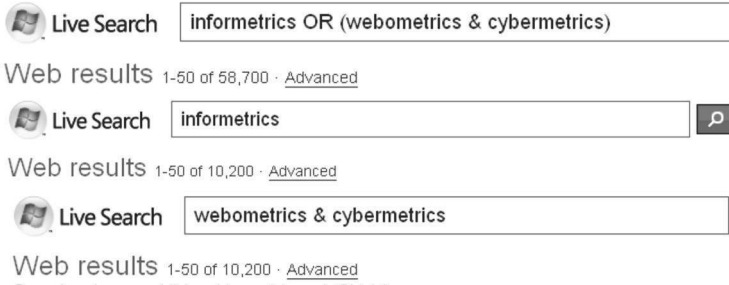 Live Search informetrics OR (webometrics & cybermetrics)
Web results 1-50 of 58,700 · Advanced
Live Search informetrics
Web results 1-50 of 10,200 · Advanced
Live Search webometrics & cybermetrics
Web results 1-50 of 10,200 · Advanced